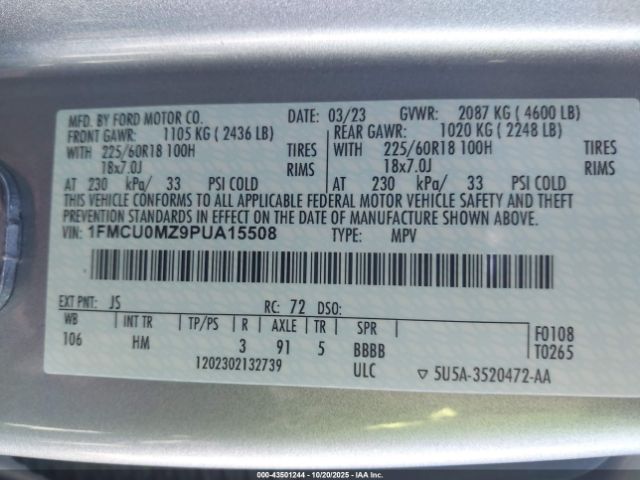 MFD. BY FORD MOTOR CO. 03/23 GVWR: 2087 KG (4600 LB)
FRONT GAWR: 1105 KG (2436 LB) REAR GAWR: 1020 KG (2248 LB)
WITH 225/60R18 100H TIRES WITH 225/60R18 100H TIRES
18x7.0J RIMS 18x7.0J RIMS
AT 230 kPa/ 33 PSI COLD AT 230 kPa/ 33 PSI COLD
THIS VEHICLE CONFORMS TO ALL APPLICABLE FEDERAL MOTOR VEHICLE SAFETY AND THEFT
PREVENTION STANDARDS IN EFFECT ON THE DATE OF MANUFACTURE SHOWN ABOVE.
VIN: 1FMCU0MZ9PUA15508 TYPE: MPV
EXT PNT: JS RC: 72 DSO:
WB INT TR TP/PS R AXLE TR SPR F0108
106 HM 3 91 5 BBBB T0265
1202302132739 ULC ▽ 5U5A-3520472-AA
10-20-43501244 | 10/20/2025 | Copyright: IAA